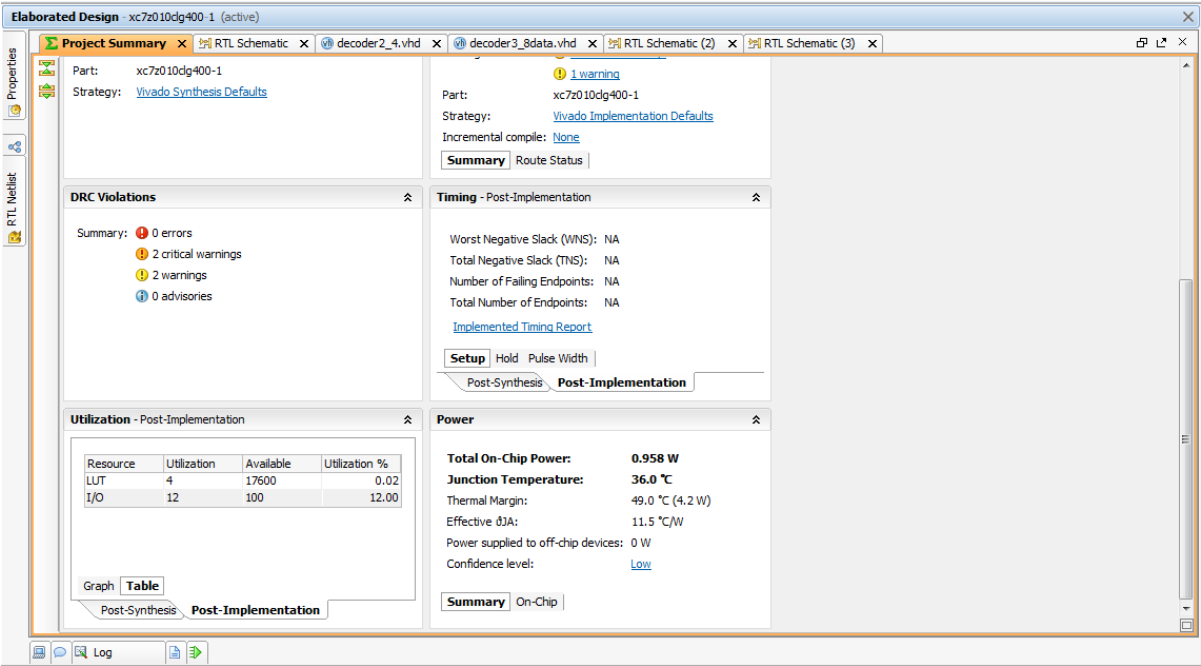 Elaborated Design - xc7z010clg400-1 (active)
Project Summary RTL Schematic decoder2_4.vhd decoder3_8data.vhd RTL Schematic (2) RTL Schematic (3)
Properties
RTL Netlist
Part: xc7z010clg400-1
Strategy: Vivado Synthesis Defaults
1 warning
Part: xc7z010clg400-1
Strategy: Vivado Implementation Defaults
Incremental compile: None
Summary Route Status
DRC Violations
Summary: 0 errors
2 critical warnings
2 warnings
0 advisories
Timing - Post-Implementation
Worst Negative Slack (WNS): NA
Total Negative Slack (TNS): NA
Number of Failing Endpoints: NA
Total Number of Endpoints: NA
Implemented Timing Report
Setup Hold Pulse Width
Post-Synthesis Post-Implementation
Utilization - Post-Implementation
Resource Utilization Available Utilization %
LUT 4 17600 0.02
I/O 12 100 12.00
Graph Table
Post-Synthesis Post-Implementation
Power
Total On-Chip Power: 0.958 W
Junction Temperature: 36.0 °C
Thermal Margin: 49.0 °C (4.2 W)
Effective ϑJA: 11.5 °C/W
Power supplied to off-chip devices: 0 W
Confidence level: Low
Summary On-Chip
Log